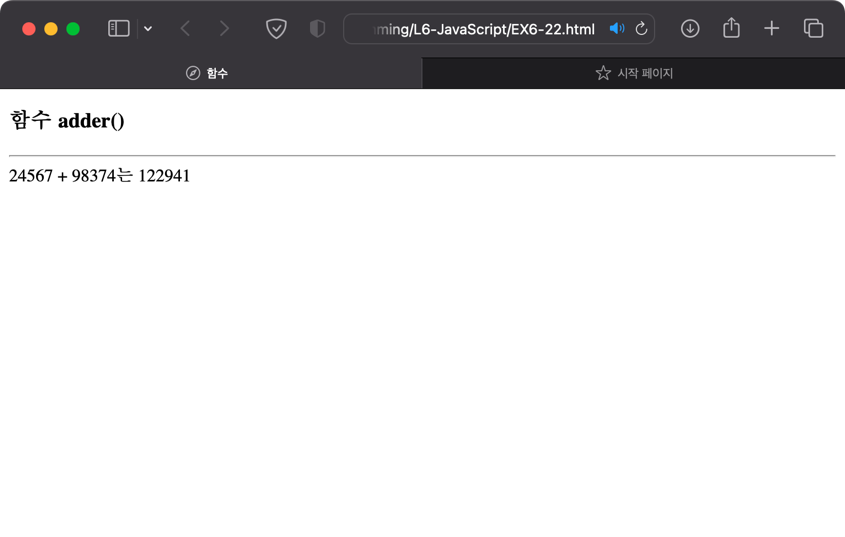 ming/L6-JavaScript/EX6-22.html
함수
시작 페이지
함수 adder()
24567 + 98374는 122941